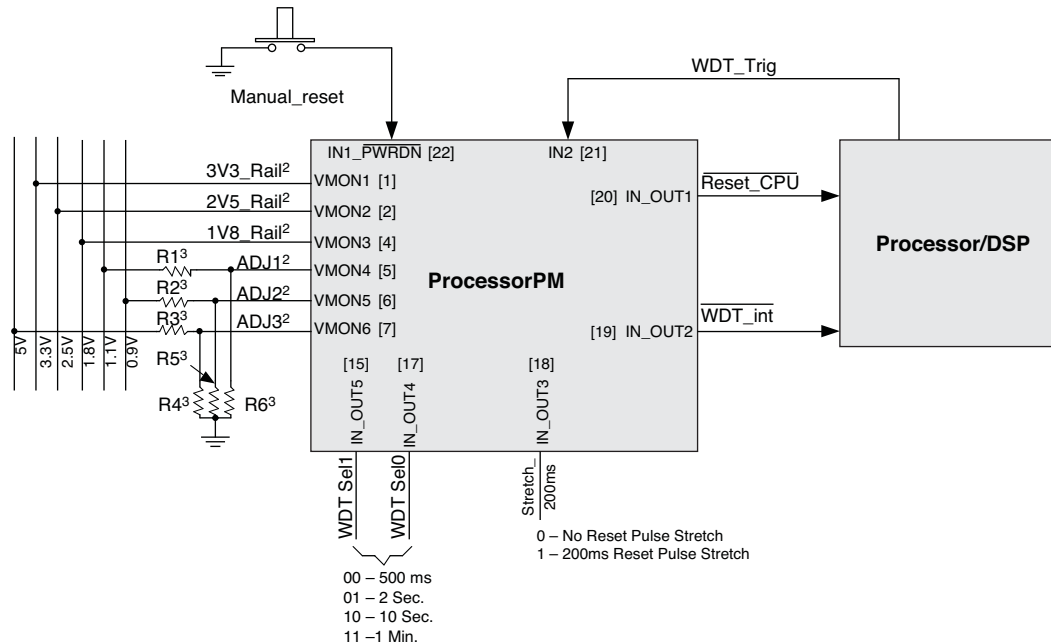 WDT_Trig
Manual_reset
IN1_PWRDN [22]
IN2 [21]
3V3_Rail²
VMON1 [1]
[20] IN_OUT1
Reset_CPU
2V5_Rail²
VMON2 [2]
1V8_Rail²
VMON3 [4]
Processor/DSP
R1³
ADJ1²
VMON4 [5]
ProcessorPM
R2³
ADJ2²
VMON5 [6]
R3³
ADJ3²
VMON6 [7]
[19] IN_OUT2
WDT_int
5V
3.3V
2.5V
1.8V
1.1V
0.9V
R5³
R4³
R6³
[15]
IN_OUT5
[17]
IN_OUT4
[18]
IN_OUT3
WDT Sel1
WDT Sel0
Stretch_
200ms
0 – No Reset Pulse Stretch
1 – 200ms Reset Pulse Stretch
00 – 500 ms
01 – 2 Sec.
10 – 10 Sec.
11 –1 Min.